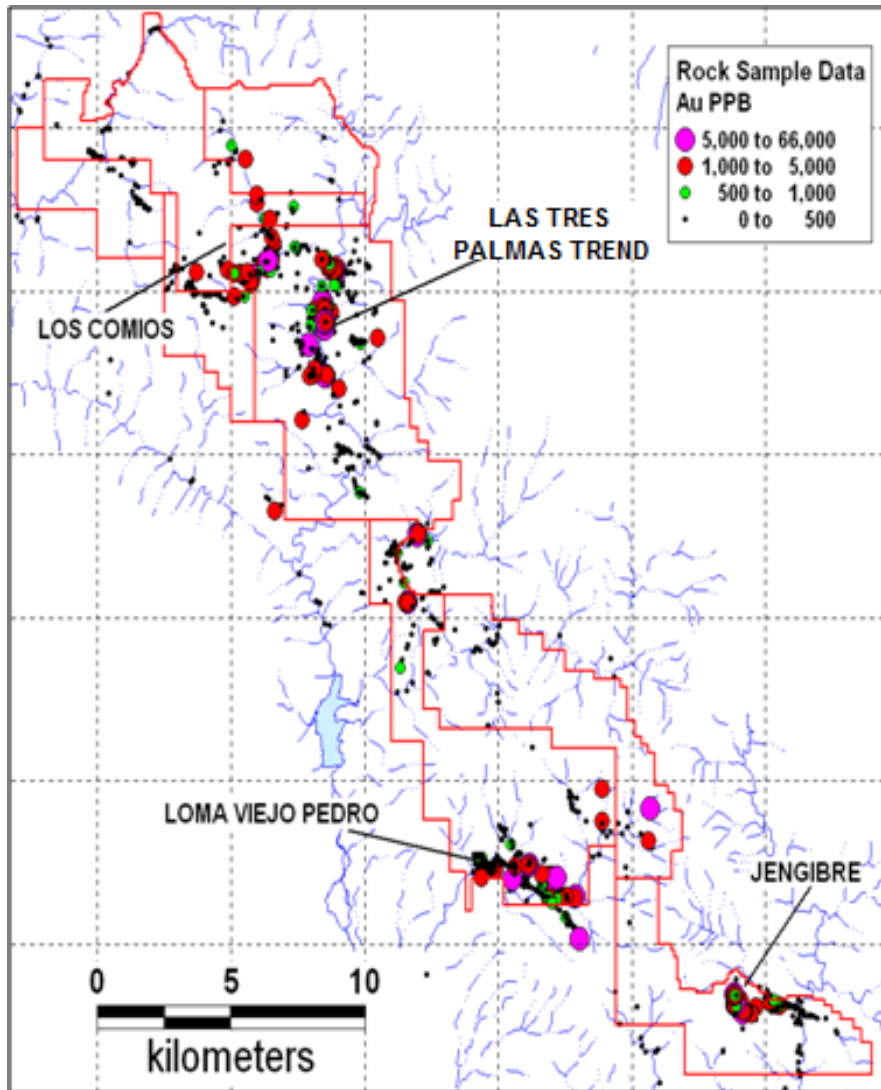 Rock Sample Data
Au PPB
5,000 to 66,000
1,000 to 5,000
500 to 1,000
0 to 500
LAS TRES
PALMAS TREND
LOS COMIOS
LOMA VIEJO PEDRO
JENGIBRE
0 5 10
kilometers